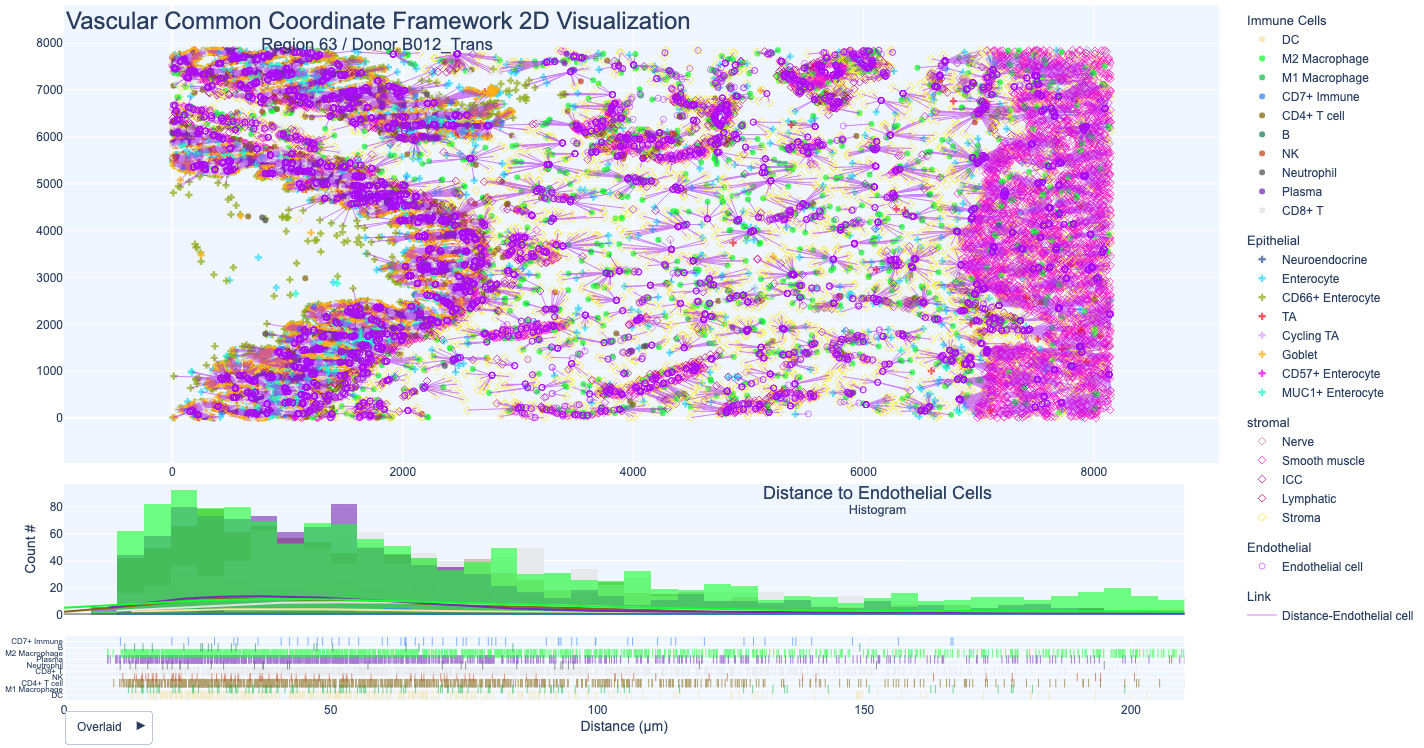 Vascular Common Coordinate Framework 2D Visualization
Region 63 / Donor B012_Trans
8000
7000
6000
5000
4000
3000
2000
1000
0
0 2000 4000 6000 8000
Immune Cells
DC
M2 Macrophage
M1 Macrophage
CD7+ Immune
CD4+ T cell
B
NK
Neutrophil
Plasma
CD8+ T
Epithelial
Neuroendocrine
Enterocyte
CD66+ Enterocyte
TA
Cycling TA
Goblet
CD57+ Enterocyte
MUC1+ Enterocyte
stromal
Nerve
Smooth muscle
ICC
Lymphatic
Stroma
Endothelial
Endothelial cell
Link
Distance-Endothelial cell
Distance to Endothelial Cells
Histogram
Count #
80
60
40
20
0
CD7+ Immune
B
M2 Macrophage
Plasma
Neutrophil
CD8+ T
NK
CD4+ T cell
M1 Macrophage
DC
0 50 100 150 200
Distance (μm)
Overlaid ▶